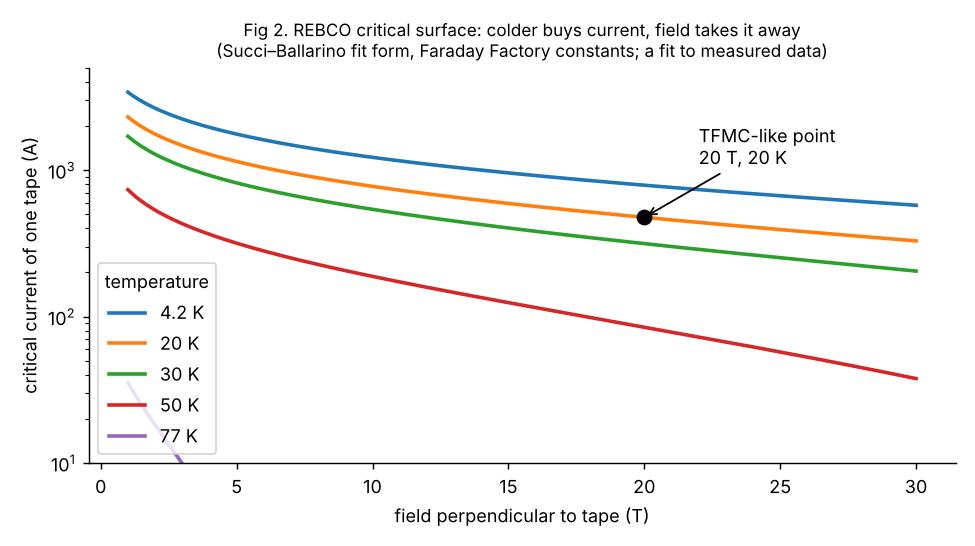 Fig 2. REBCO critical surface: colder buys current, field takes it away
(Succi–Ballarino fit form, Faraday Factory constants; a fit to measured data)
critical current of one tape (A)
10³
10²
10¹
TFMC-like point
20 T, 20 K
temperature
4.2 K
20 K
30 K
50 K
77 K
0 5 10 15 20 25 30
field perpendicular to tape (T)